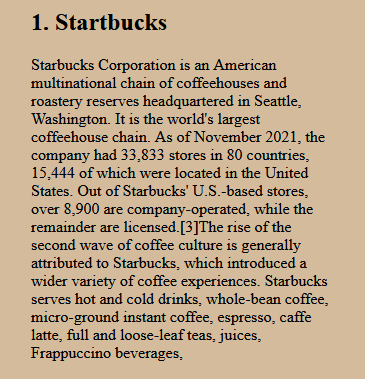 1. Startbucks
Starbucks Corporation is an American
multinational chain of coffeehouses and
roastery reserves headquartered in Seattle,
Washington. It is the world's largest
coffeehouse chain. As of November 2021, the
company had 33,833 stores in 80 countries,
15,444 of which were located in the United
States. Out of Starbucks' U.S.-based stores,
over 8,900 are company-operated, while the
remainder are licensed.[3]The rise of the
second wave of coffee culture is generally
attributed to Starbucks, which introduced a
wider variety of coffee experiences. Starbucks
serves hot and cold drinks, whole-bean coffee,
micro-ground instant coffee, espresso, caffe
latte, full and loose-leaf teas, juices,
Frappuccino beverages,